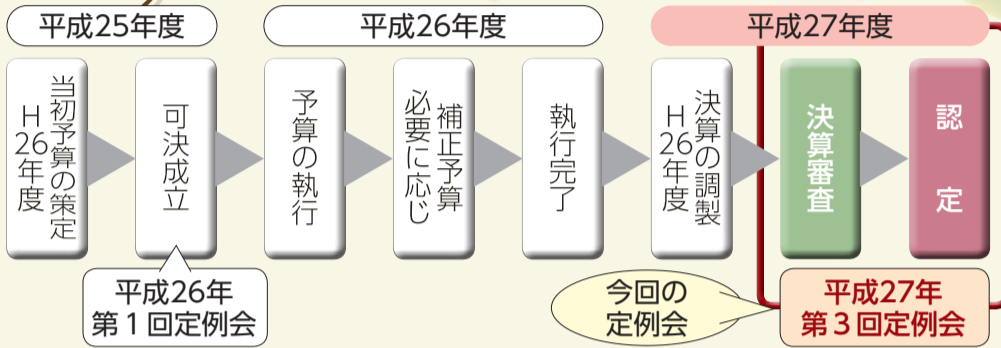 平成25年度
平成26年度
平成27年度
H26年度
当初予算の策定
可決成立
予算の執行
必要に応じ
補正予算
執行完了
H26年度
決算の調製
決算審査
認定
平成26年
第1回定例会
今回の
定例会
平成27年
第3回定例会